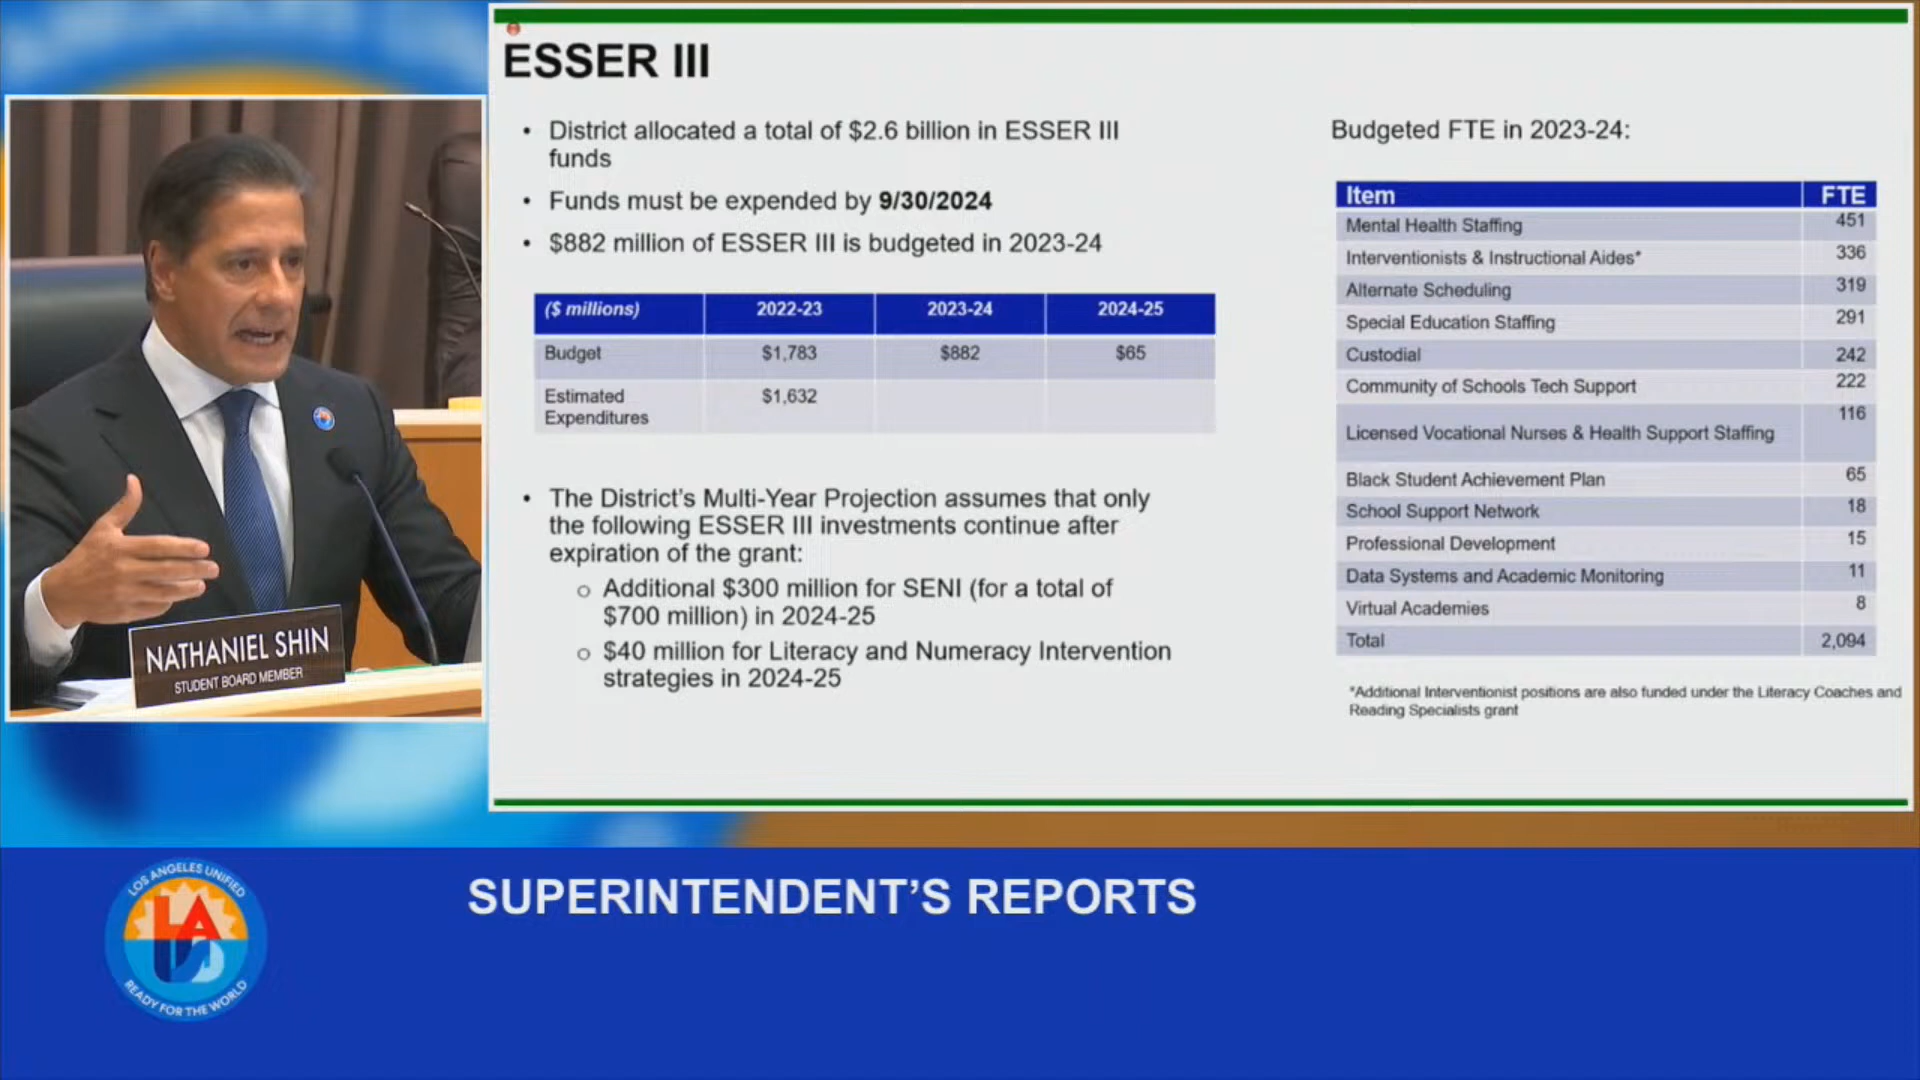 ESSER III
• District allocated a total of $2.6 billion in ESSER III
funds
• Funds must be expended by 9/30/2024
• $882 million of ESSER III is budgeted in 2023-24
($ millions) 2022-23 2023-24 2024-25
Budget $1,783 $882 $65
Estimated
Expenditures $1,632
• The District's Multi-Year Projection assumes that only
the following ESSER III investments continue after
expiration of the grant:
o Additional $300 million for SENI (for a total of
$700 million) in 2024-25
o $40 million for Literacy and Numeracy Intervention
strategies in 2024-25
Budgeted FTE in 2023-24:
Item FTE
Mental Health Staffing 451
Interventionists & Instructional Aides* 336
Alternate Scheduling 319
Special Education Staffing 291
Custodial 242
Community of Schools Tech Support 222
Licensed Vocational Nurses & Health Support Staffing 116
Black Student Achievement Plan 65
School Support Network 18
Professional Development 15
Data Systems and Academic Monitoring 11
Virtual Academies 8
Total 2,094
*Additional Interventionist positions are also funded under the Literacy Coaches and
Reading Specialists grant
NATHANIEL SHIN
STUDENT BOARD MEMBER
LOS ANGELES UNIFIED
LAUSD
READY FOR THE WORLD
SUPERINTENDENT'S REPORTS